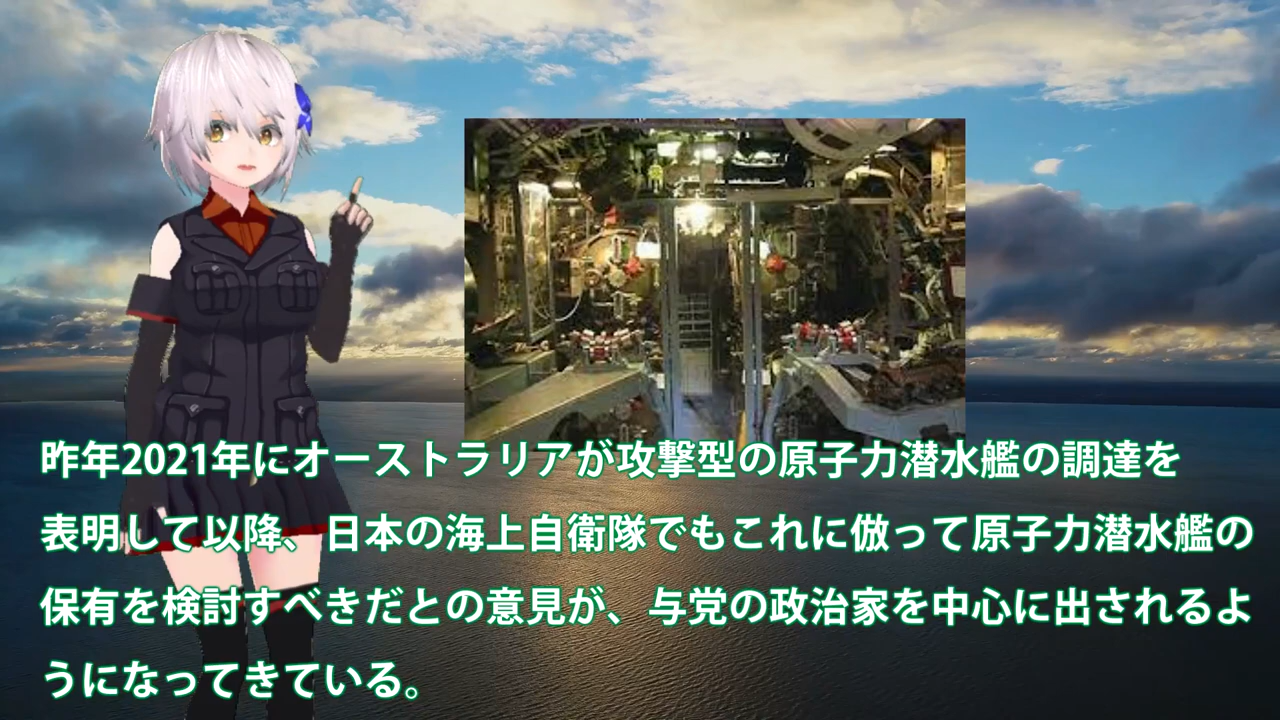 昨年2021年にオーストラリアが攻撃型の原子力潜水艦の調達を
表明して以降、日本の海上自衛隊でもこれに倣って原子力潜水艦の
保有を検討すべきだとの意見が、与党の政治家を中心に出されるよ
うになってきている。